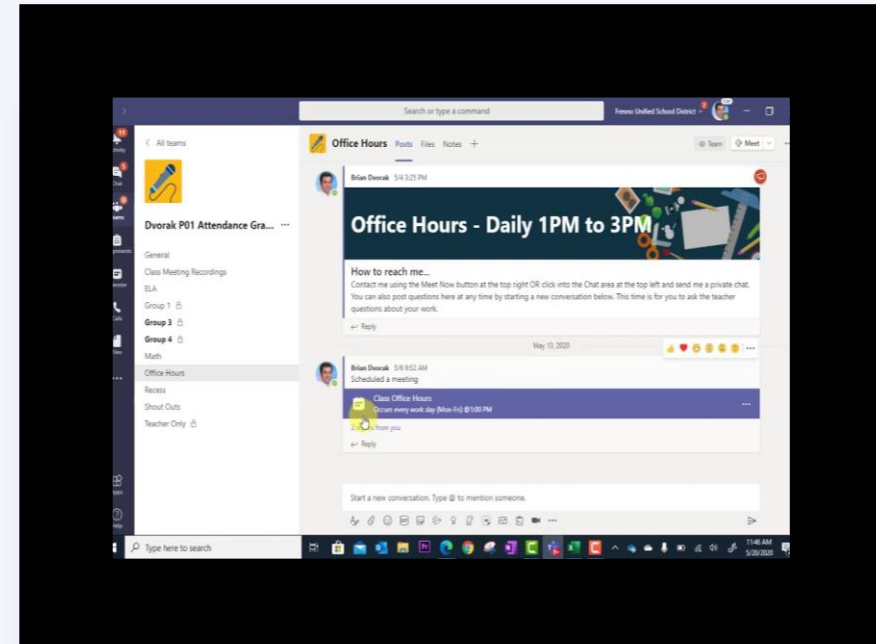 Search or type a command
Fresno Unified School District
11
All teams
Office Hours Posts Files Notes
Team
Meet
Chat
Brian Dvorak 5/4 3:25 PM
Office Hours - Daily 1PM to 3PM
Dvorak P01 Attendance Gra...
How to reach me...
Contact me using the Meet Now button at the top right OR click into the Chat area at the top left and send me a private chat.
You can also post questions here at any time by starting a new conversation below. This time is for you to ask the teacher
questions about your work.
Reply
General
Class Meeting Recordings
ELA
Group 1
Group 3
Group 4
Math
Office Hours
Recess
Shout Outs
Teacher Only
Calls
Files
May 13, 2020
Brian Dvorak 5/6 9:52 AM
Scheduled a meeting
Class Office Hours
Occurs every work day (Mon-Fri) @1:00 PM
from you
Reply
Start a new conversation. Type @ to mention someone.
Apps
Help
Type here to search
11:46 AM
5/20/2020